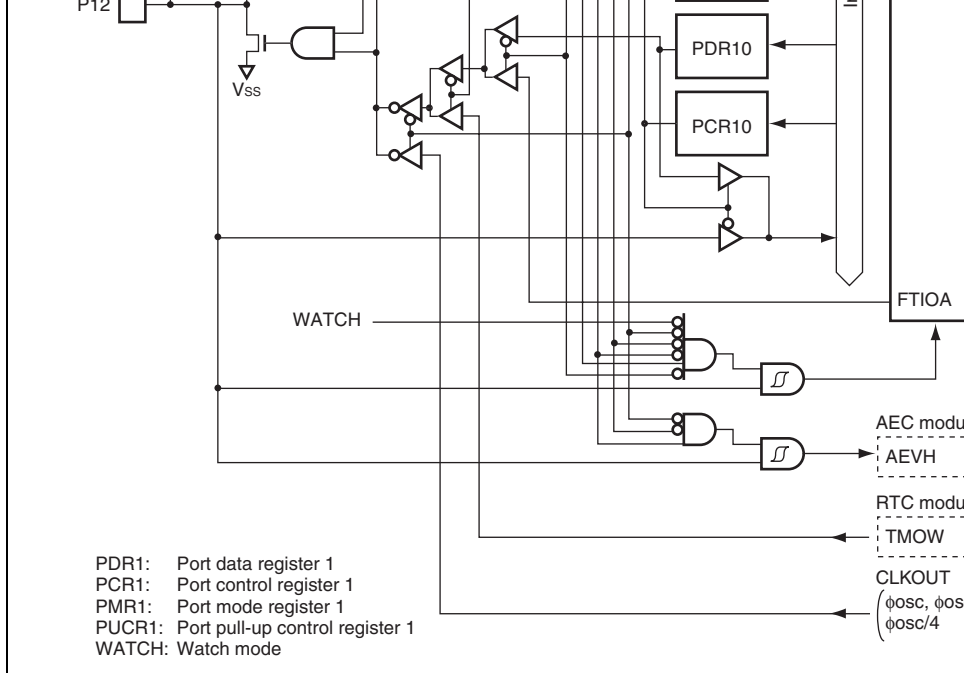 P12
Vss
PDR10
PCR10
FTIOA
WATCH
AEC modu
AEVH
RTC modu
TMOW
CLKOUT
ϕosc, ϕos
ϕosc/4
PDR1: Port data register 1
PCR1: Port control register 1
PMR1: Port mode register 1
PUCR1: Port pull-up control register 1
WATCH: Watch mode